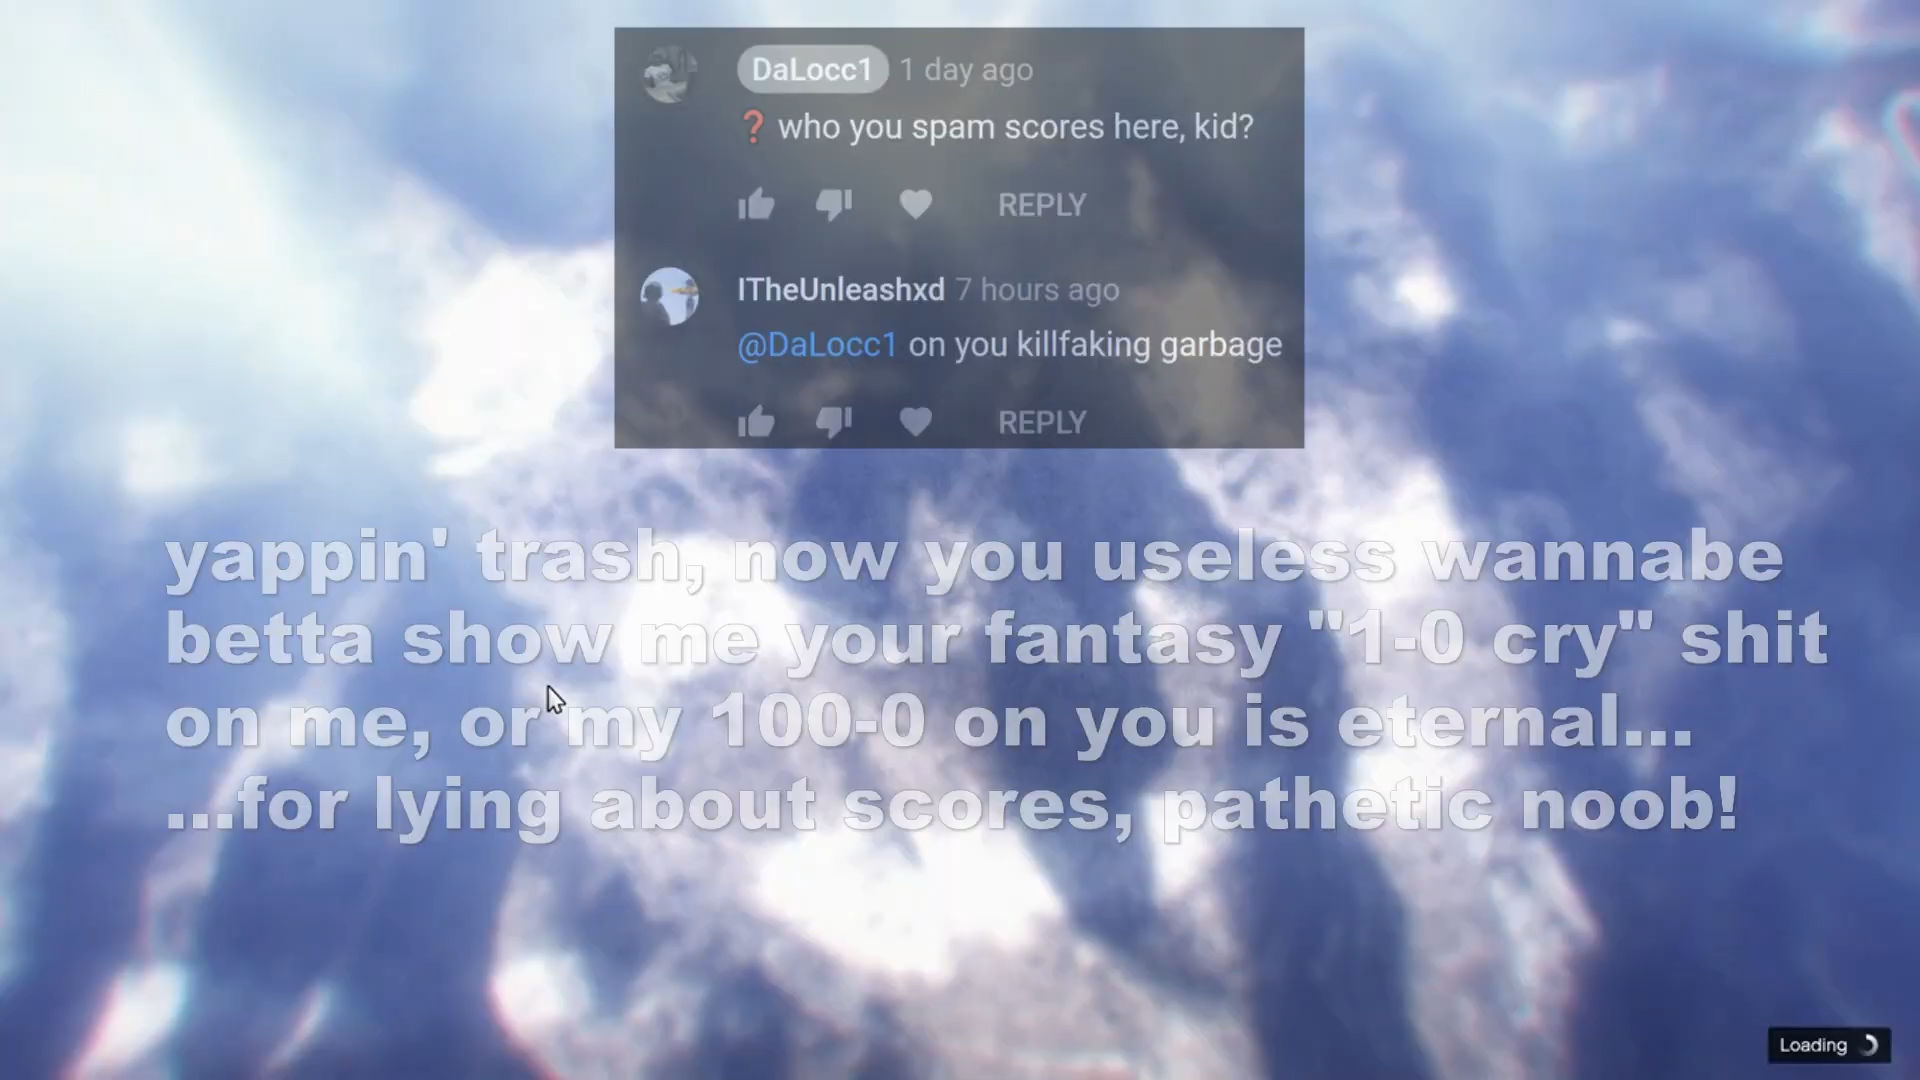 DaLocc1 1 day ago
❓ who you spam scores here, kid?
REPLY
ITheUnleashxd 7 hours ago
@DaLocc1 on you killfaking garbage
REPLY
yappin' trash, now you useless wannabe
betta show me your fantasy "1-0 cry" shit
on me, or my 100-0 on you is eternal...
...for lying about scores, pathetic noob!
Loading